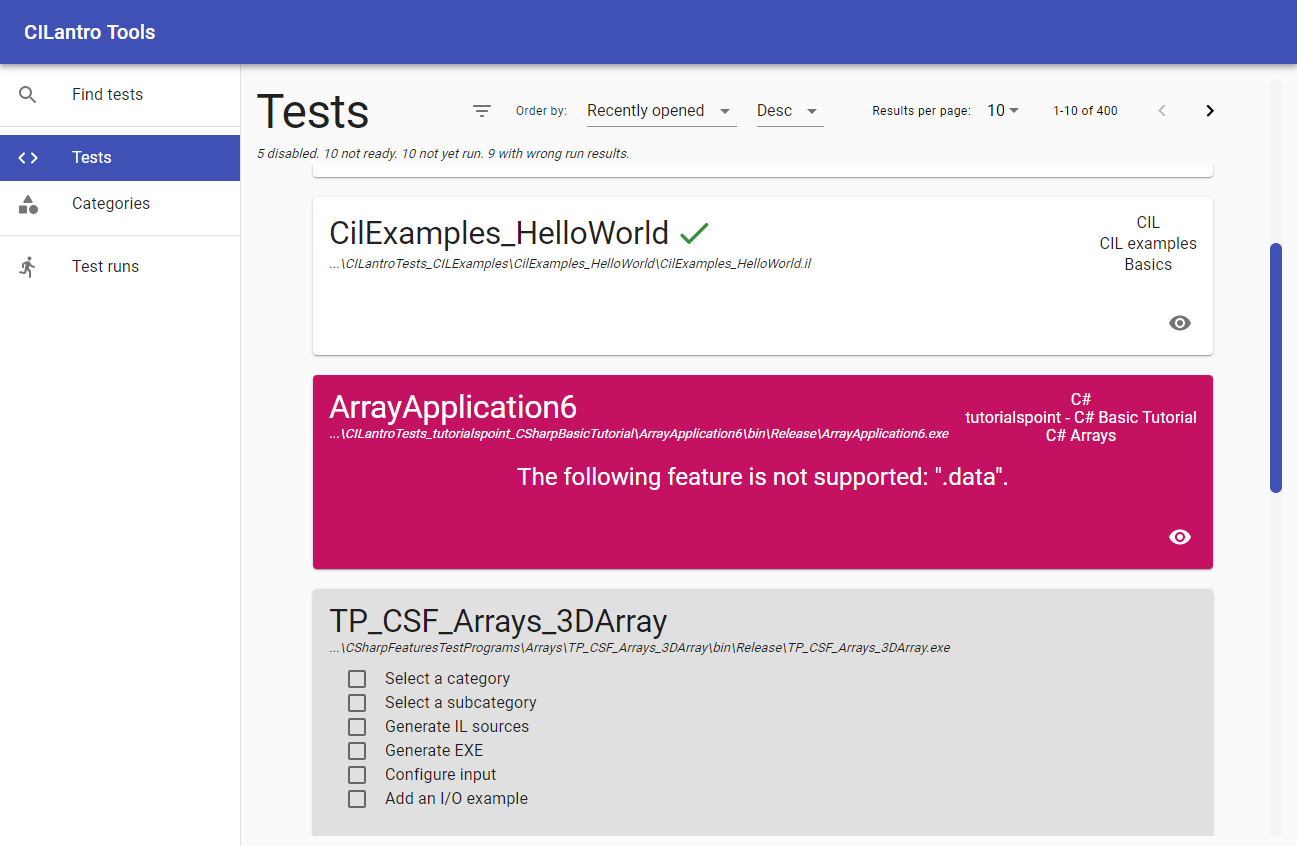 CILantro Tools
Find tests
Tests
Categories
Test runs
Tests
Order by: Recently opened Desc Results per page: 10 1-10 of 400
5 disabled. 10 not ready. 10 not yet run. 9 with wrong run results.
CilExamples_HelloWorld
...\CILantroTests_CILExamples\CilExamples_HelloWorld\CilExamples_HelloWorld.il
CIL
CIL examples
Basics
ArrayApplication6
...\CILantroTests_tutorialspoint_CSharpBasicTutorial\ArrayApplication6\bin\Release\ArrayApplication6.exe
C#
tutorialspoint - C# Basic Tutorial
C# Arrays
The following feature is not supported: ".data".
TP_CSF_Arrays_3DArray
...\CSharpFeaturesTestPrograms\Arrays\TP_CSF_Arrays_3DArray\bin\Release\TP_CSF_Arrays_3DArray.exe
Select a category
Select a subcategory
Generate IL sources
Generate EXE
Configure input
Add an I/O example